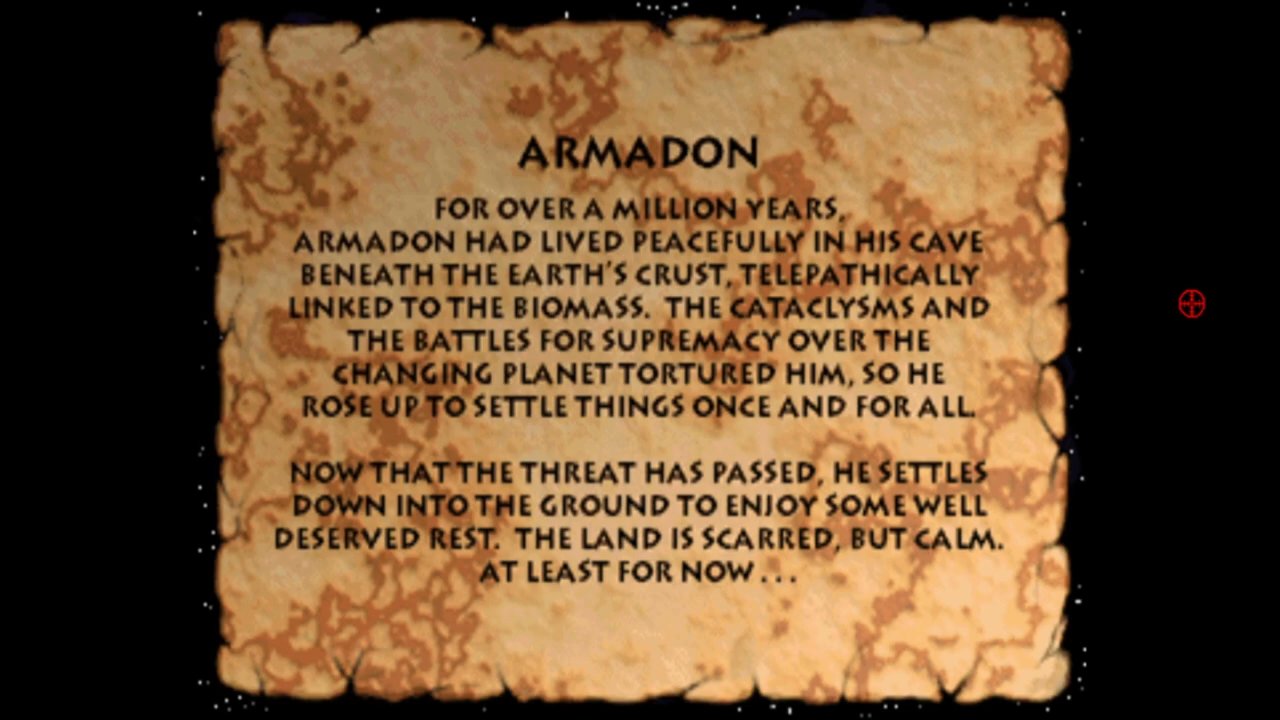 ARMADON
FOR OVER A MILLION YEARS,
ARMADON HAD LIVED PEACEFULLY IN HIS CAVE
BENEATH THE EARTH'S CRUST, TELEPATHICALLY
LINKED TO THE BIOMASS. THE CATACLYSMS AND
THE BATTLES FOR SUPREMACY OVER THE
CHANGING PLANET TORTURED HIM, SO HE
ROSE UP TO SETTLE THINGS ONCE AND FOR ALL.
NOW THAT THE THREAT HAS PASSED, HE SETTLES
DOWN INTO THE GROUND TO ENJOY SOME WELL
DESERVED REST. THE LAND IS SCARRED, BUT CALM.
AT LEAST FOR NOW . . .